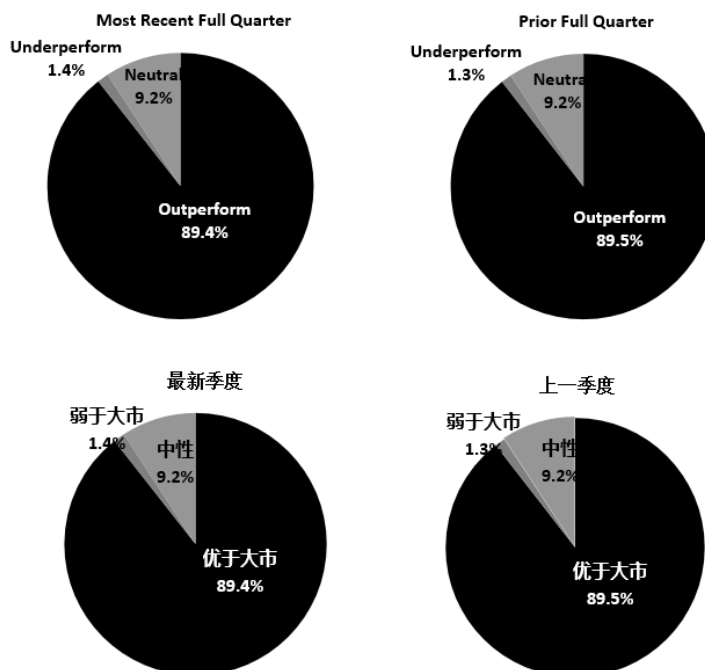 Most Recent Full Quarter
Underperform
1.4%
Neutral
9.2%
Outperform
89.4%
Prior Full Quarter
Underperform
1.3%
Neutra
9.2%
Outperform
89.5%
最新季度
弱于大市
1.4%
中性
9.2%
优于大市
89.4%
上一季度
弱于大市
1.3%
中性
9.2%
优于大市
89.5%